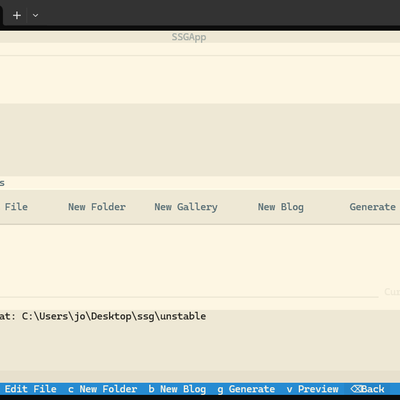 SSGApp
s
File New Folder New Gallery New Blog Generate
Cu
at: C:\Users\jo\Desktop\ssg\unstable
Edit File c New Folder b New Blog g Generate v Preview ⌫Back